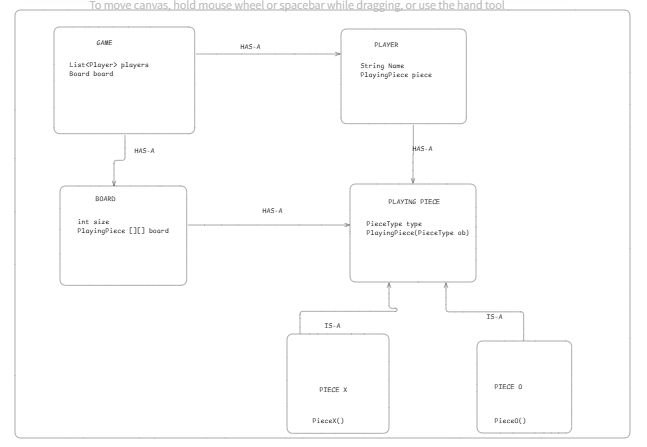 To move canvas, hold mouse wheel or spacebar while dragging, or use the hand tool
GAME
List<Player> players
Board board
HAS-A
PLAYER
String Name
PlayingPiece piece
HAS-A
HAS-A
BOARD
int size
PlayingPiece [][] board
HAS-A
PLAYING PIECE
PieceType type
PlayingPiece(PieceType ob)
IS-A
IS-A
PIECE X
PieceX()
PIECE O
PieceO()